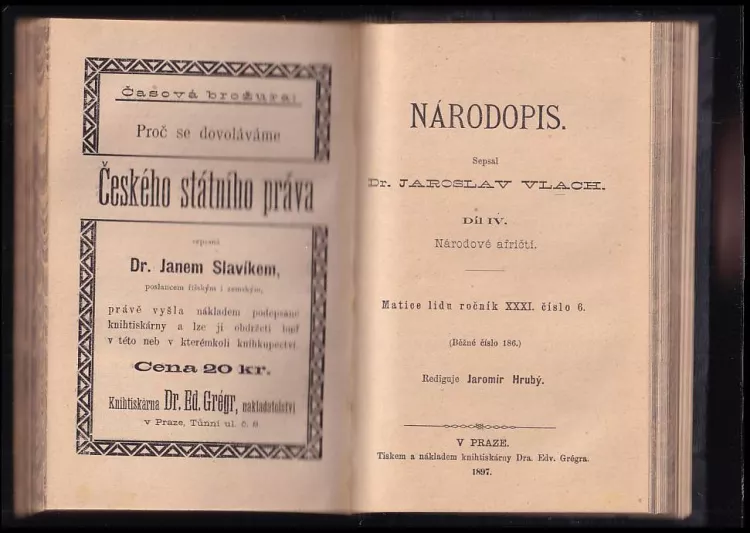 Časová brožura:
Proč se dovoláváme
Českého státního práva
sepsaná
Dr. Janem Slavíkem,
poslancem říšským i zemským,
právě vyšla nákladem podepsané
knihtiskárny a lze ji obdržeti buď
v této neb v kterémkoli knihkupectví.
Cena 20 kr.
Knihtiskárna Dr. Ed. Grégr, nakladatelství
v Praze, Tůnní ul. č. 8
NÁRODOPIS.
Sepsal
Dr. JAROSLAV VLACH.
Díl IV.
Národové afričtí.
Matice lidu ročník XXXI. číslo 6.
(Běžné číslo 186.)
Rediguje Jaromír Hrubý.
V PRAZE.
Tiskem a nákladem knihtiskárny Dra. Edv. Grégra.
1897.